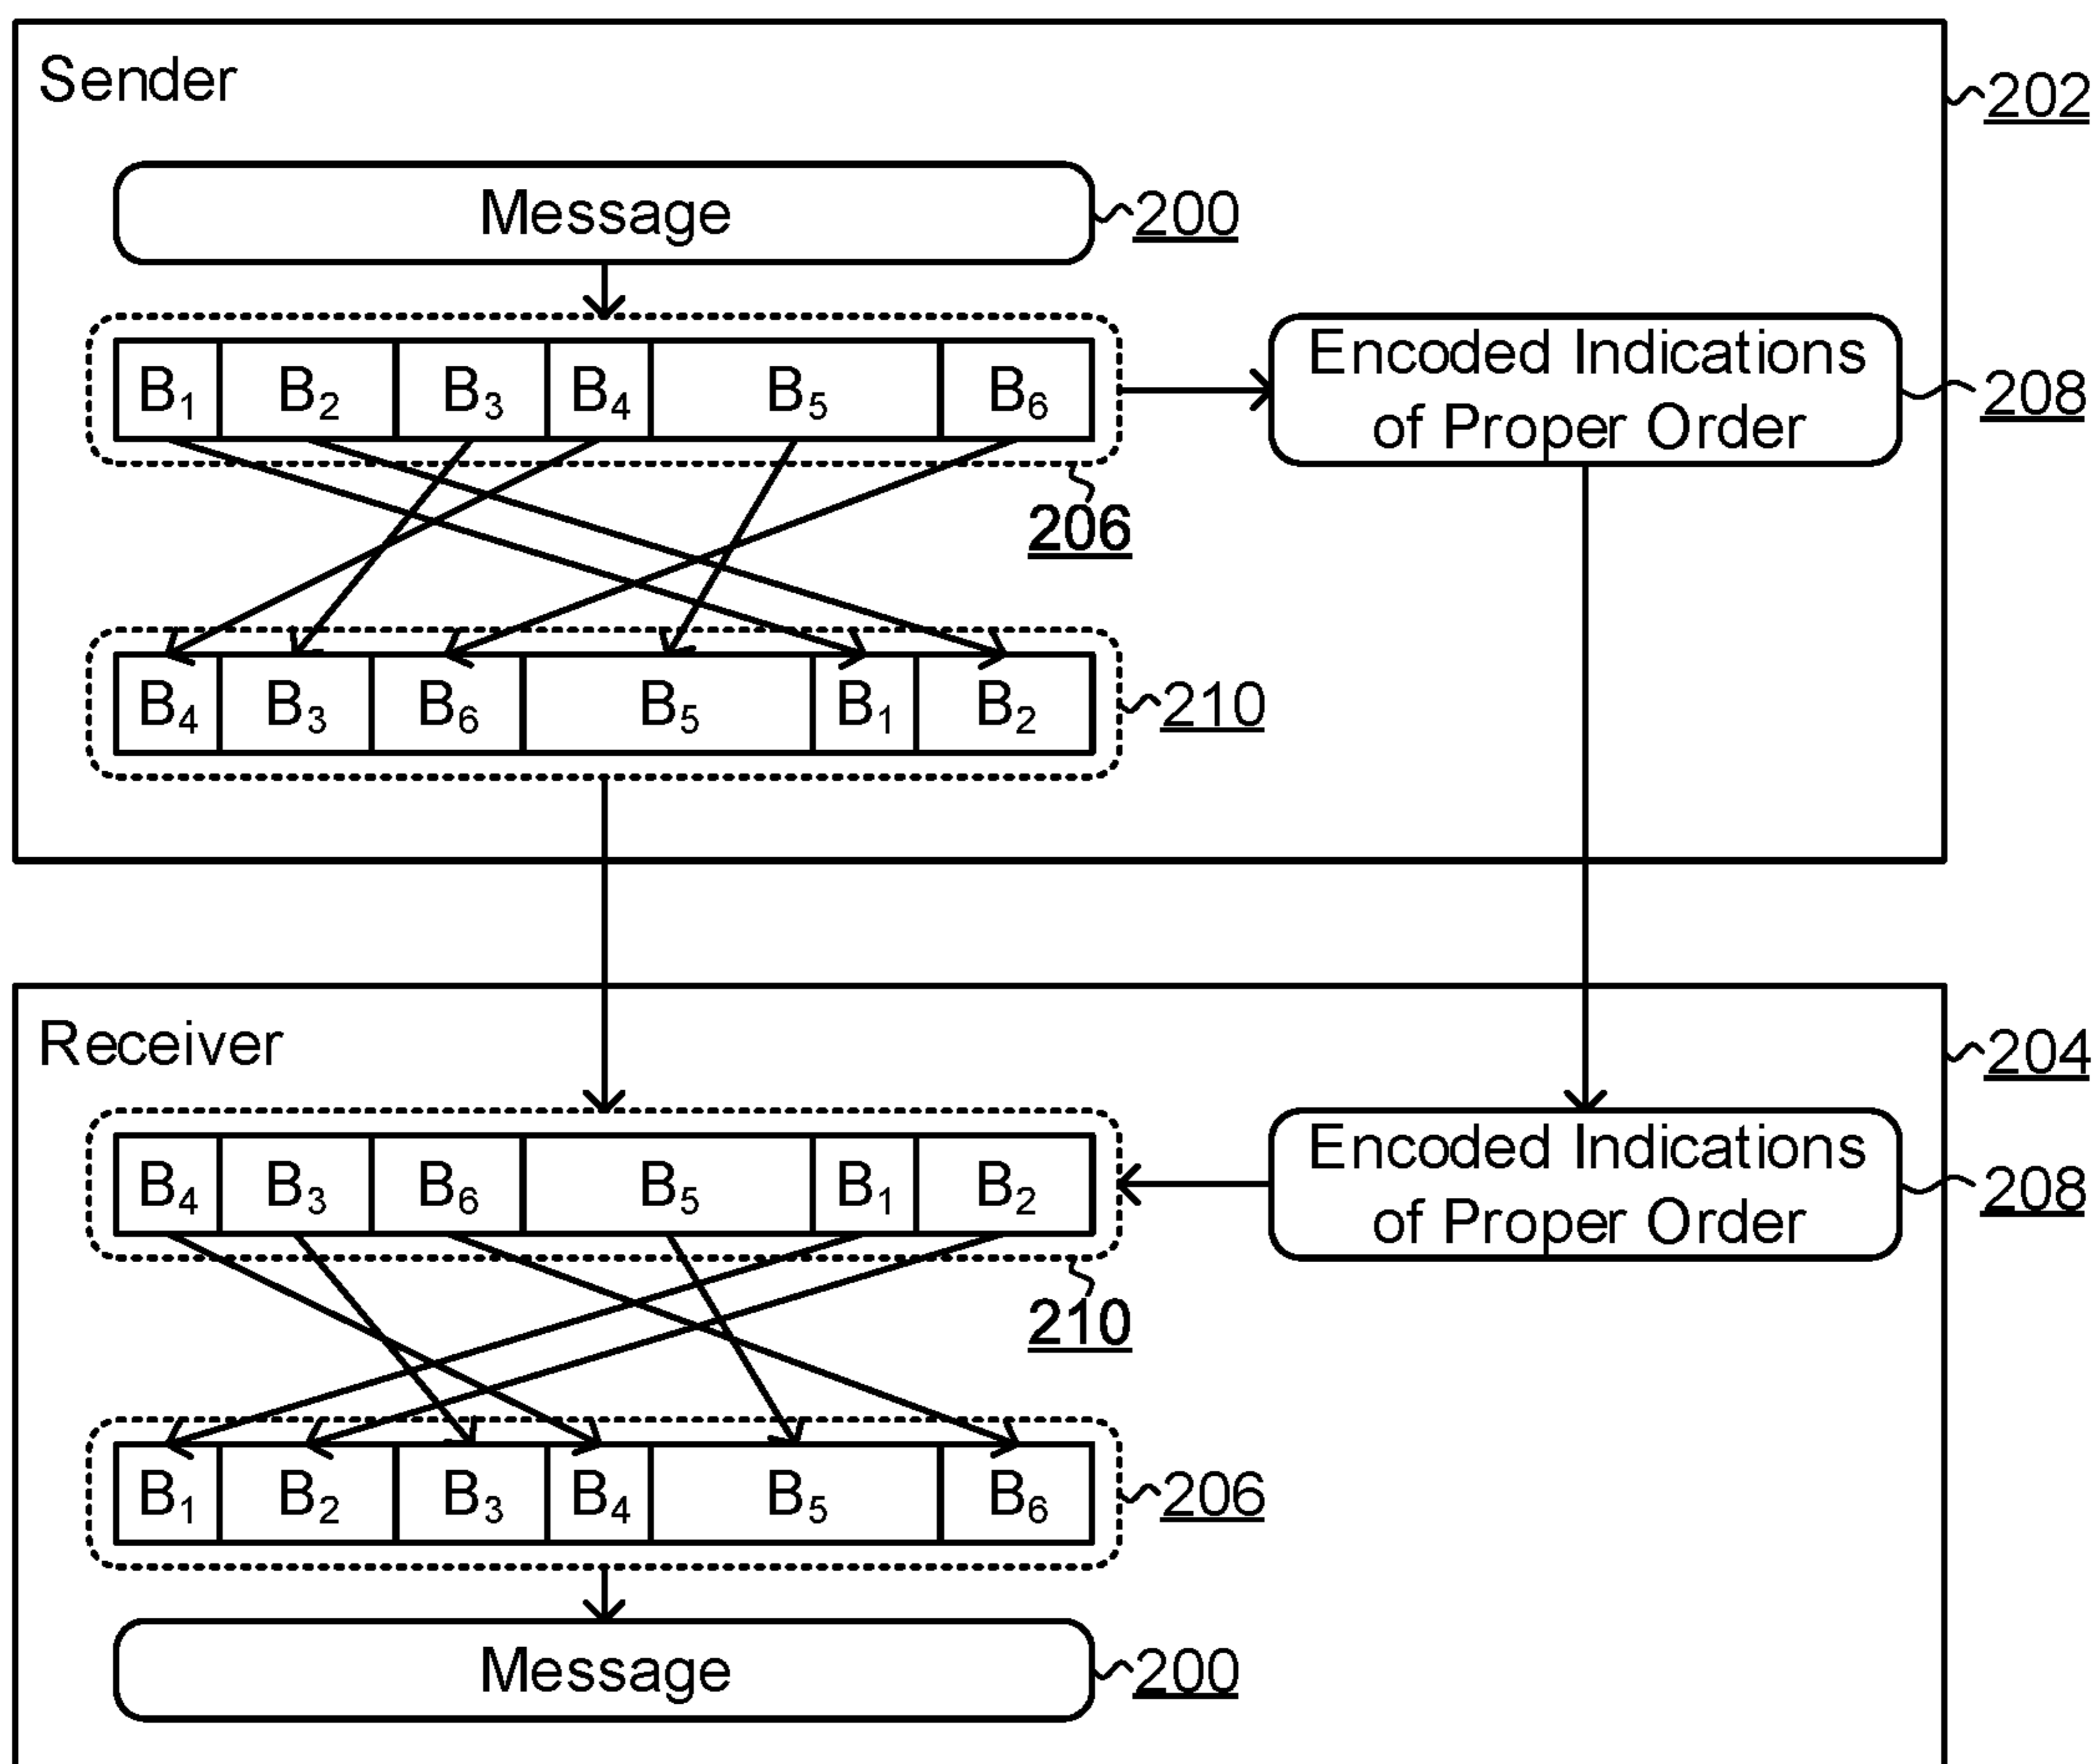 Sender
202
Message
200
B₁ B₂ B₃ B₄ B₅ B₆
Encoded Indications
of Proper Order
208
206
B₄ B₃ B₆ B₅ B₁ B₂
210
Receiver
204
B₄ B₃ B₆ B₅ B₁ B₂
Encoded Indications
of Proper Order
208
210
B₁ B₂ B₃ B₄ B₅ B₆
206
Message
200